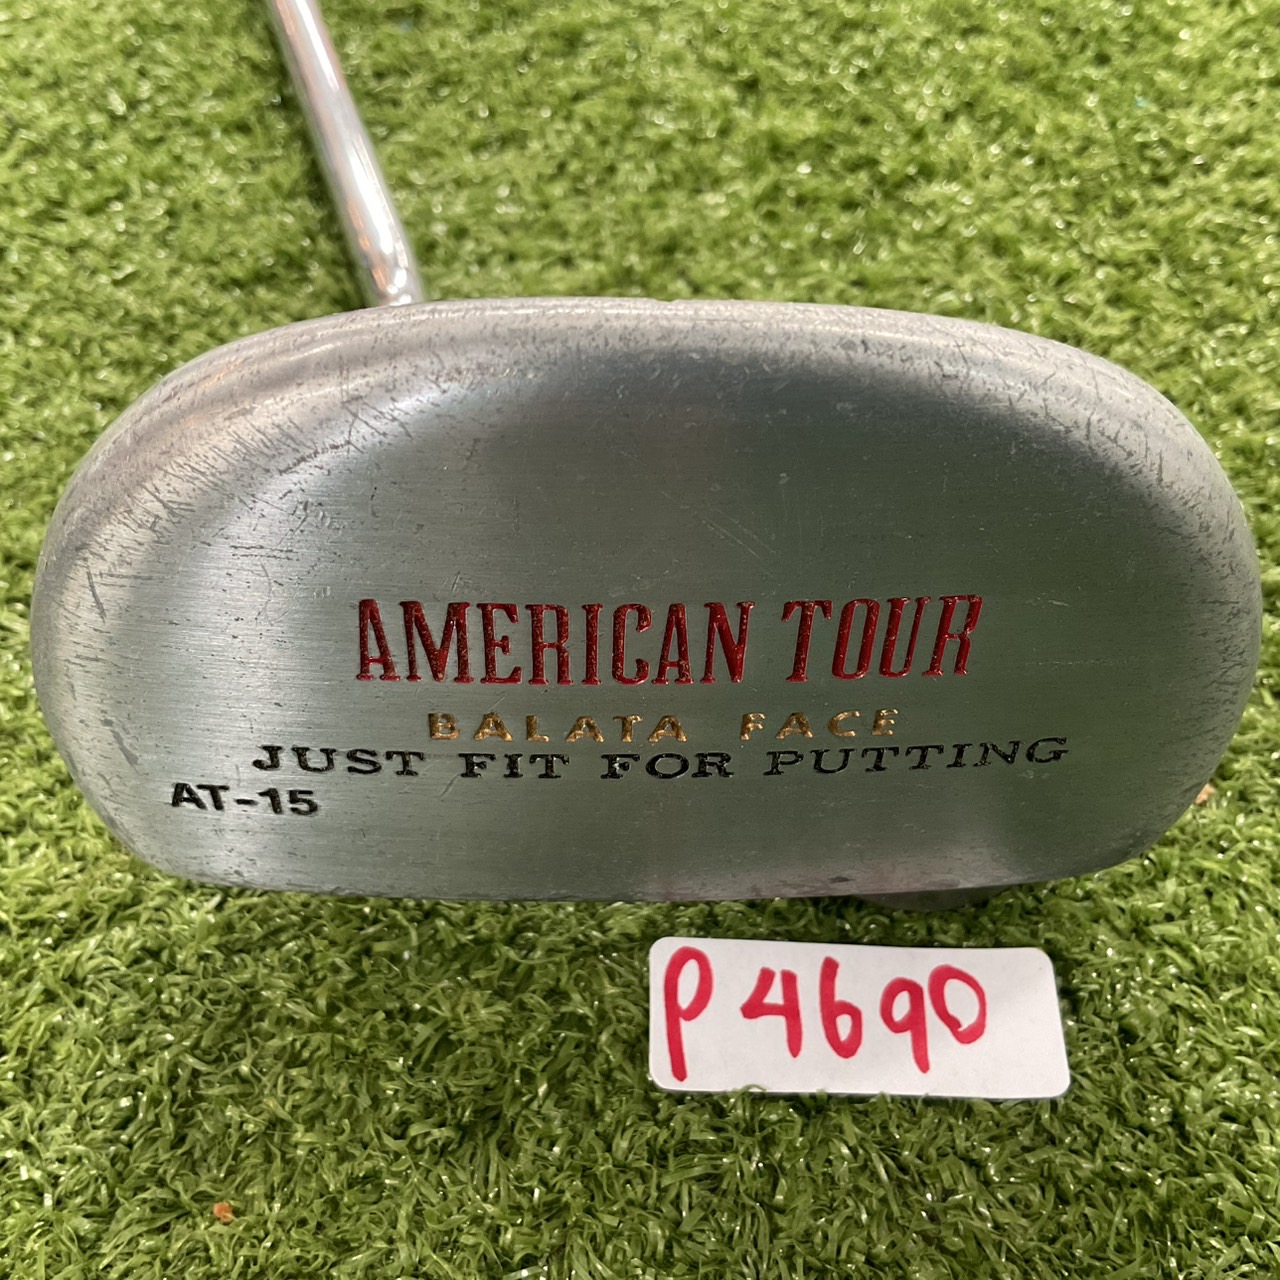 AMERICAN TOUR
BALATA FACE
JUST FIT FOR PUTTING
AT-15
P4690